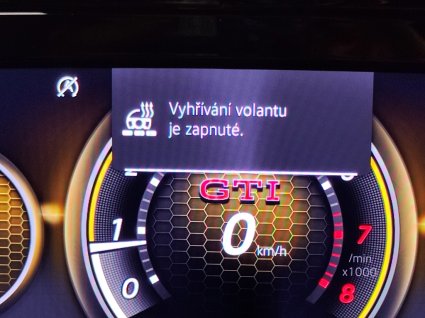 Vyhřívání volantu
je zapnuté.
GTI
0 km/h
1
0
7
8
/min
x1000